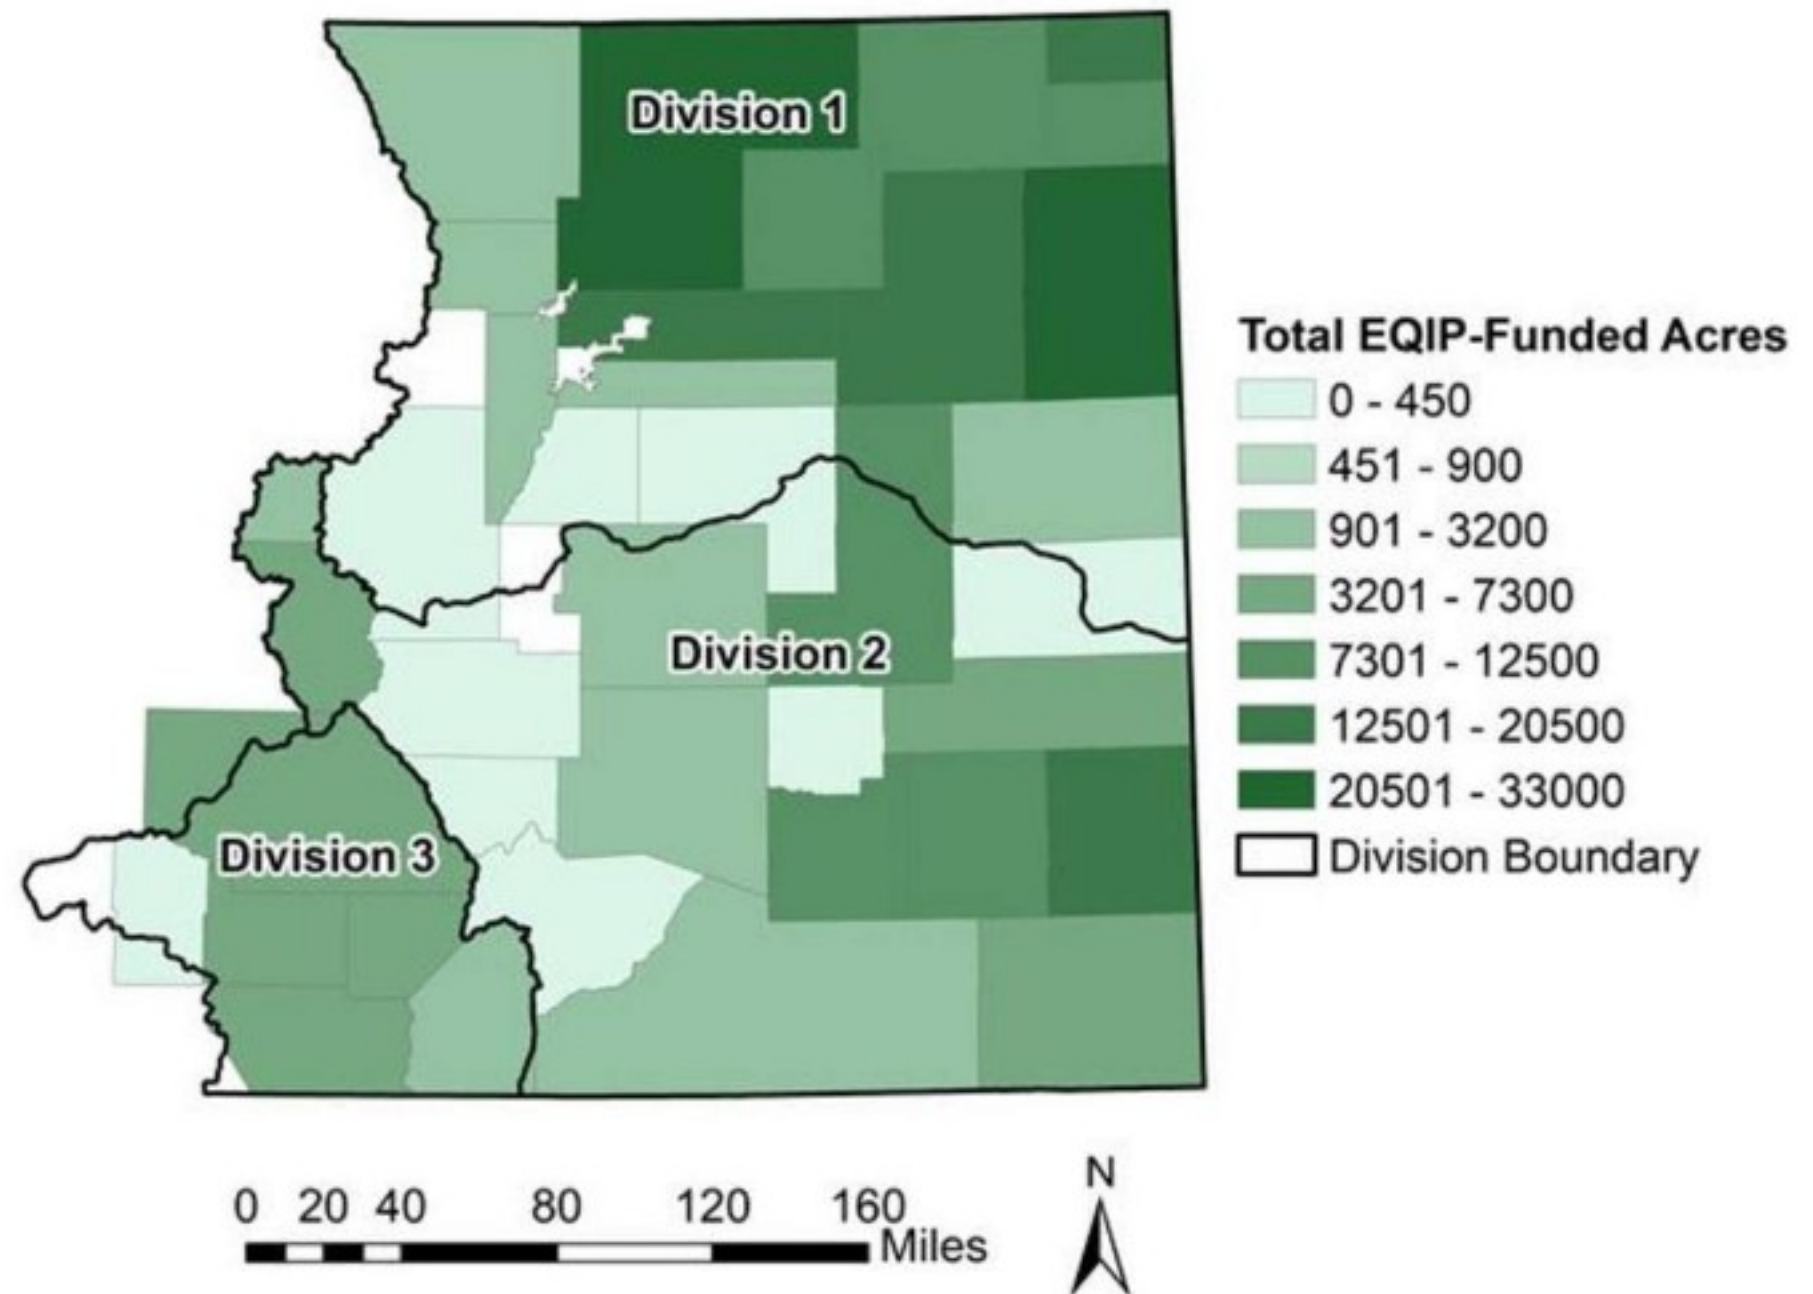 Division 1
Division 2
Division 3
Total EQIP-Funded Acres
0 - 450
451 - 900
901 - 3200
3201 - 7300
7301 - 12500
12501 - 20500
20501 - 33000
Division Boundary
0 20 40 80 120 160
Miles
N